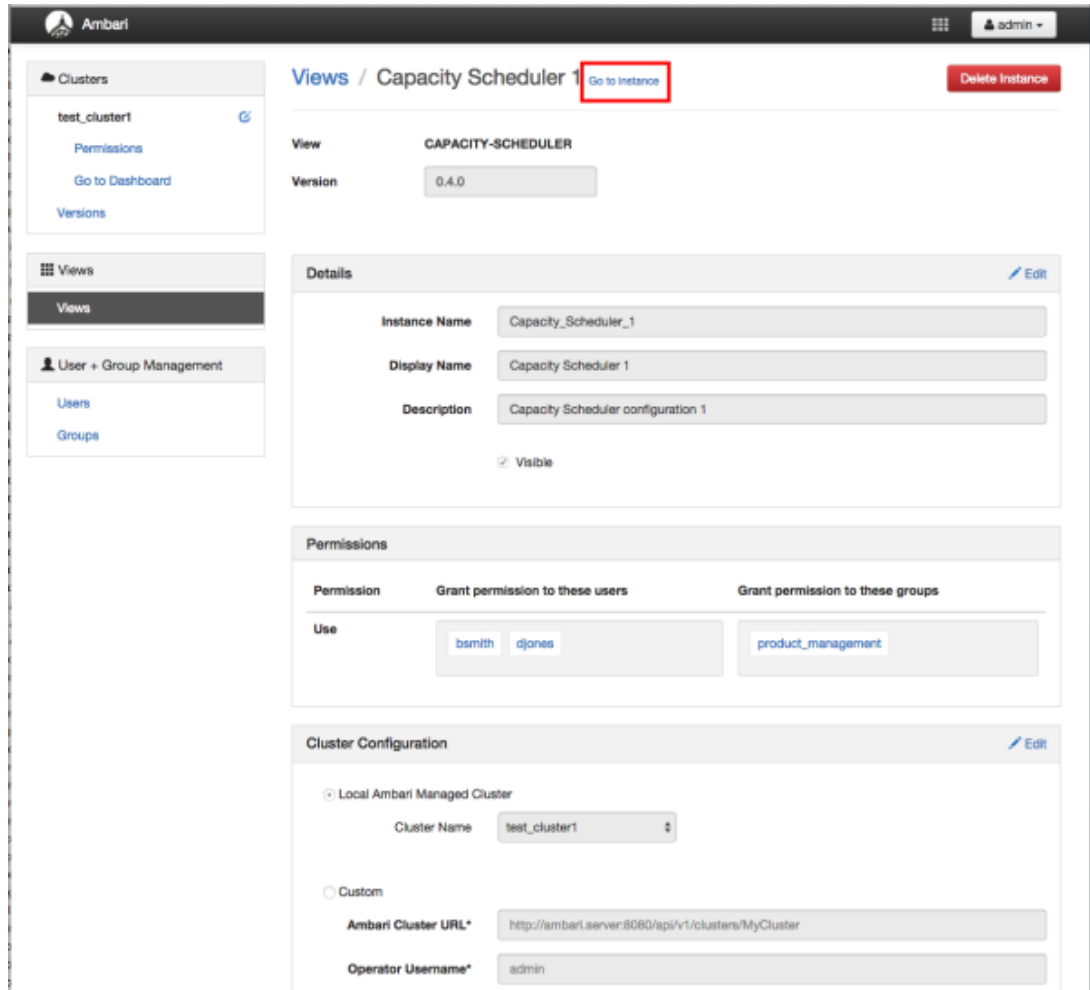 Ambari
admin
Clusters
test_cluster1
Permissions
Go to Dashboard
Versions
Views
Views
User + Group Management
Users
Groups
Views / Capacity Scheduler 1 Go to instance
Delete Instance
View CAPACITY-SCHEDULER
Version 0.4.0
Details Edit
Instance Name Capacity_Scheduler_1
Display Name Capacity Scheduler 1
Description Capacity Scheduler configuration 1
Visible
Permissions
Permission Grant permission to these users Grant permission to these groups
Use bsmith djones product_management
Cluster Configuration Edit
Local Ambari Managed Cluster
Cluster Name test_cluster1
Custom
Ambari Cluster URL* http://ambari.server:8080/api/v1/clusters/MyCluster
Operator Username* admin